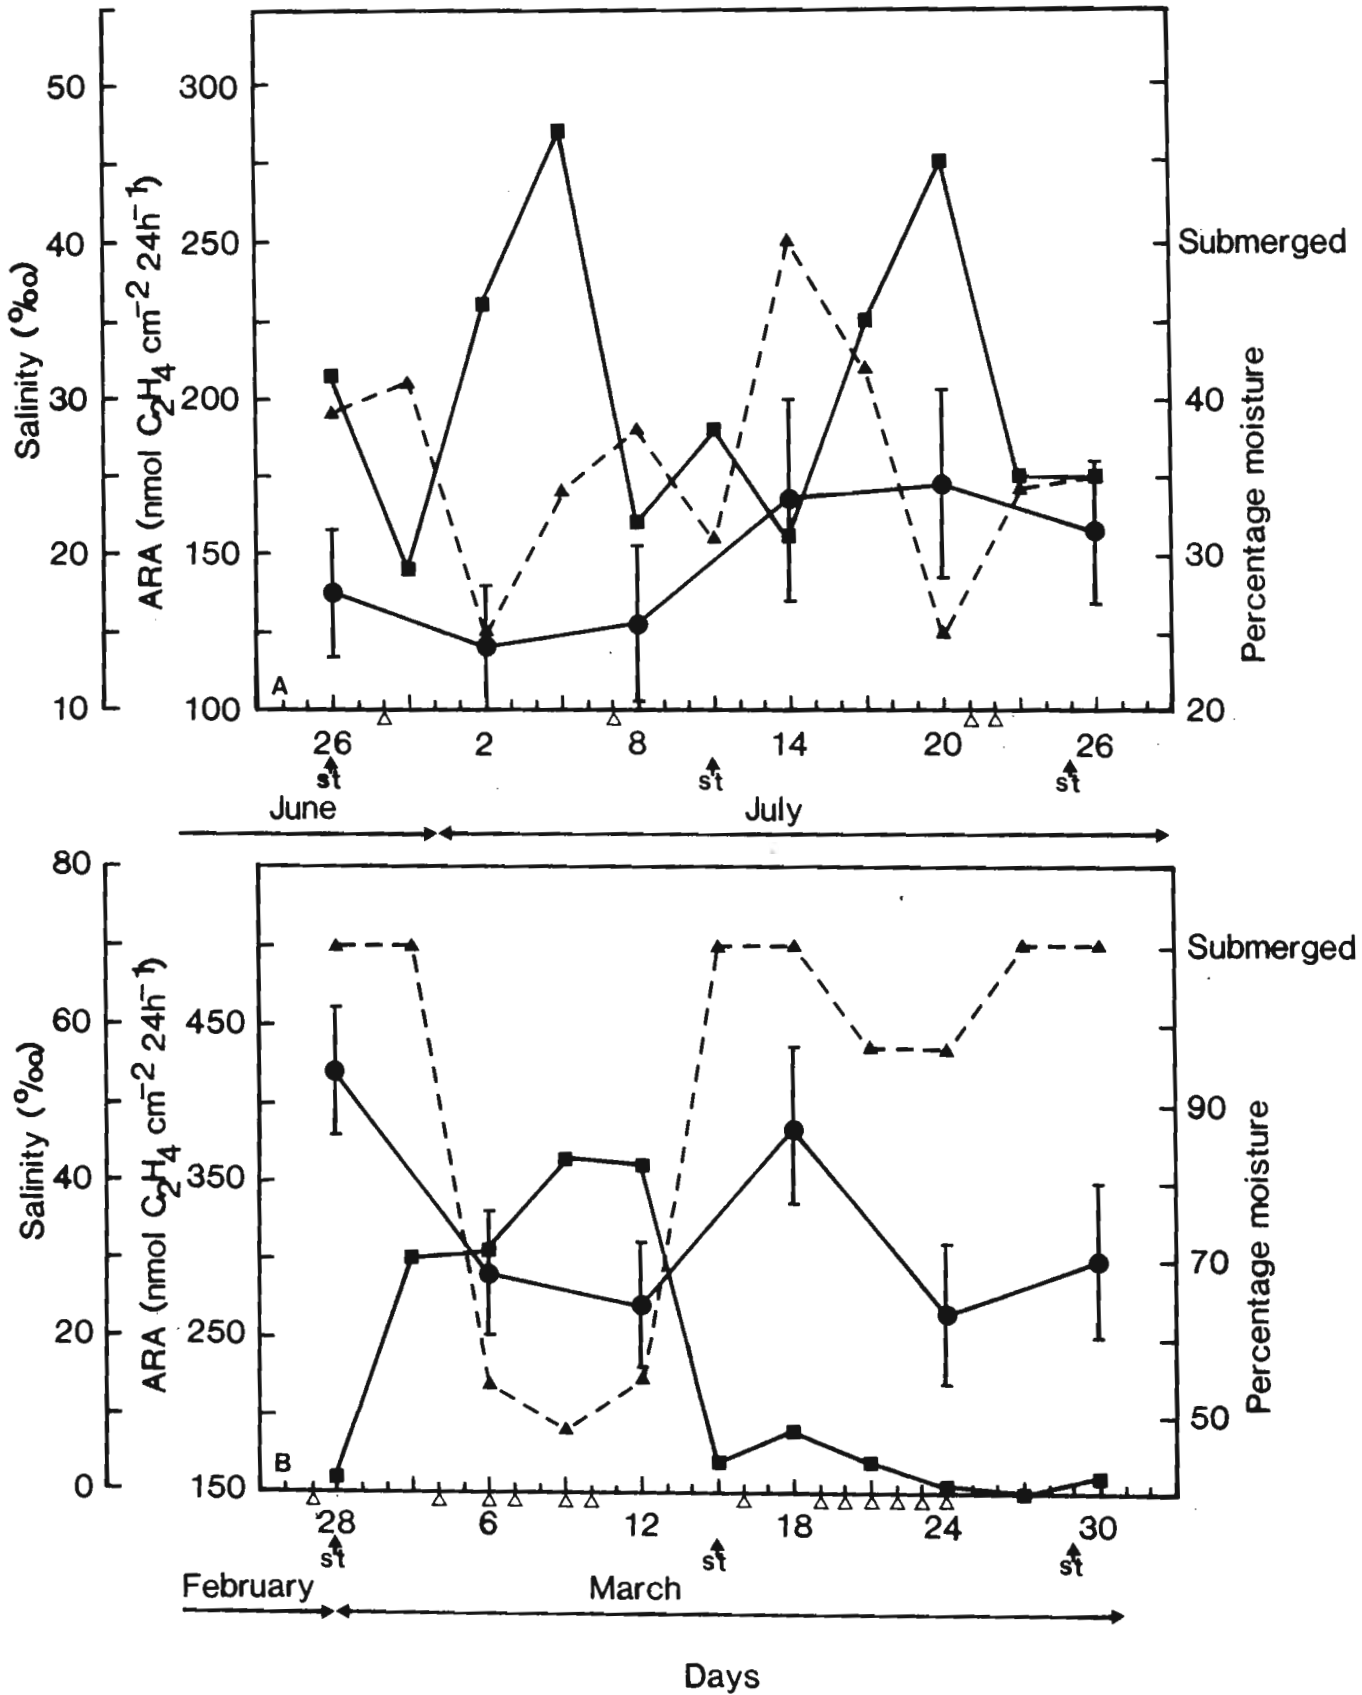 50
40
30
20
10
Salinity (‰)
300
250
200
150
100
ARA (nmol C2H4 cm-2 24h-1)
Submerged
40
30
20
Percentage moisture
A
26
2
8
14
20
26
st
st
st
June
July
80
60
40
20
0
Salinity (‰)
450
350
250
150
ARA (nmol C2H4 cm-2 24h-1)
Submerged
90
70
50
Percentage moisture
B
28
6
12
18
24
30
st
st
st
February
March
Days